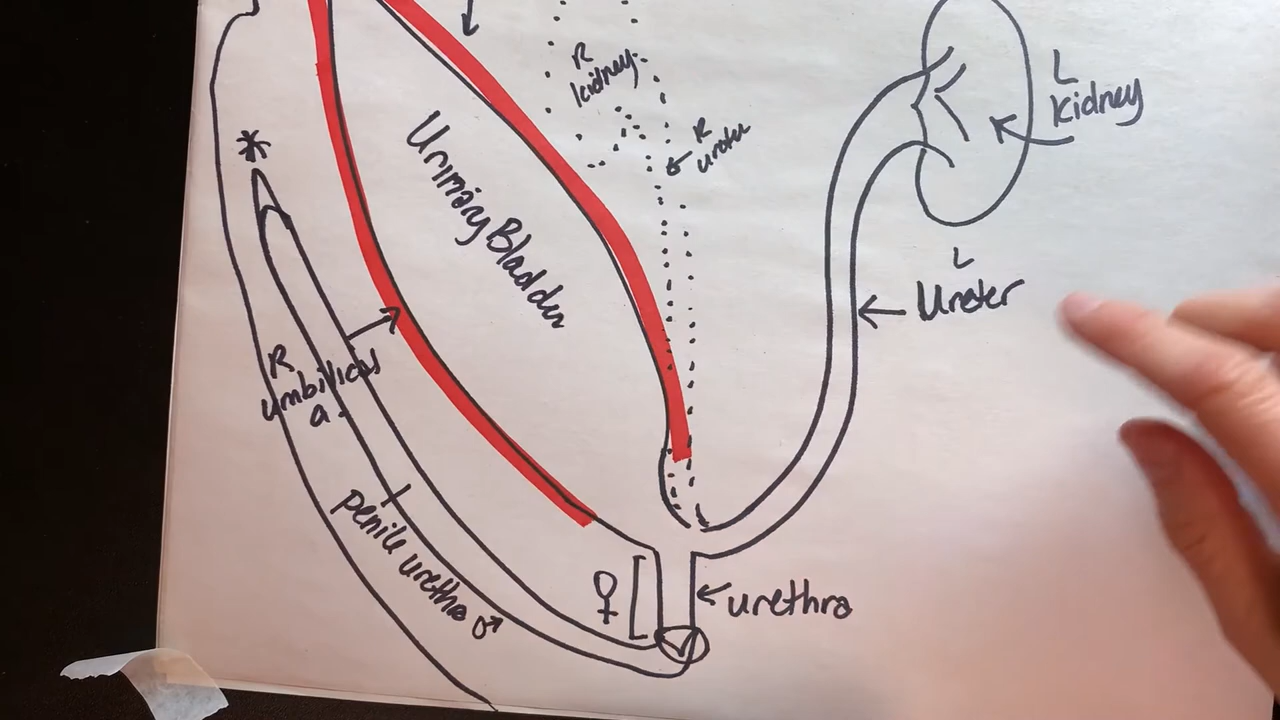 R
kidney
R
ureter
L
kidney
Urinary Bladder
*
L
Ureter
R
umbilical
a.
penile urethra ♂
♀
urethra